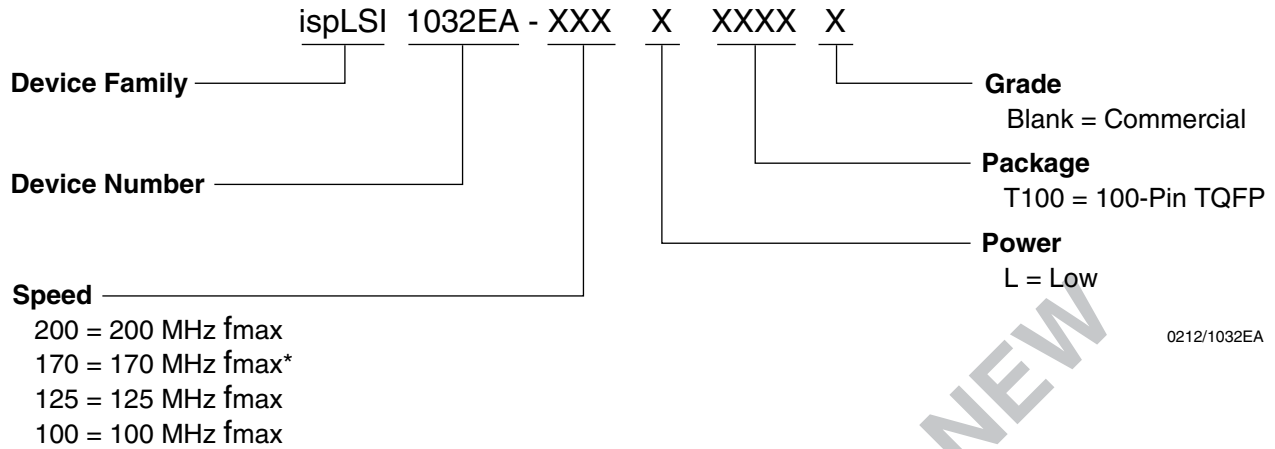 ispLSI 1032EA - XXX X XXXX X
Device Family
Device Number
Speed
200 = 200 MHz fmax
170 = 170 MHz fmax*
125 = 125 MHz fmax
100 = 100 MHz fmax
Grade
Blank = Commercial
Package
T100 = 100-Pin TQFP
Power
L = Low
0212/1032EA
NEW